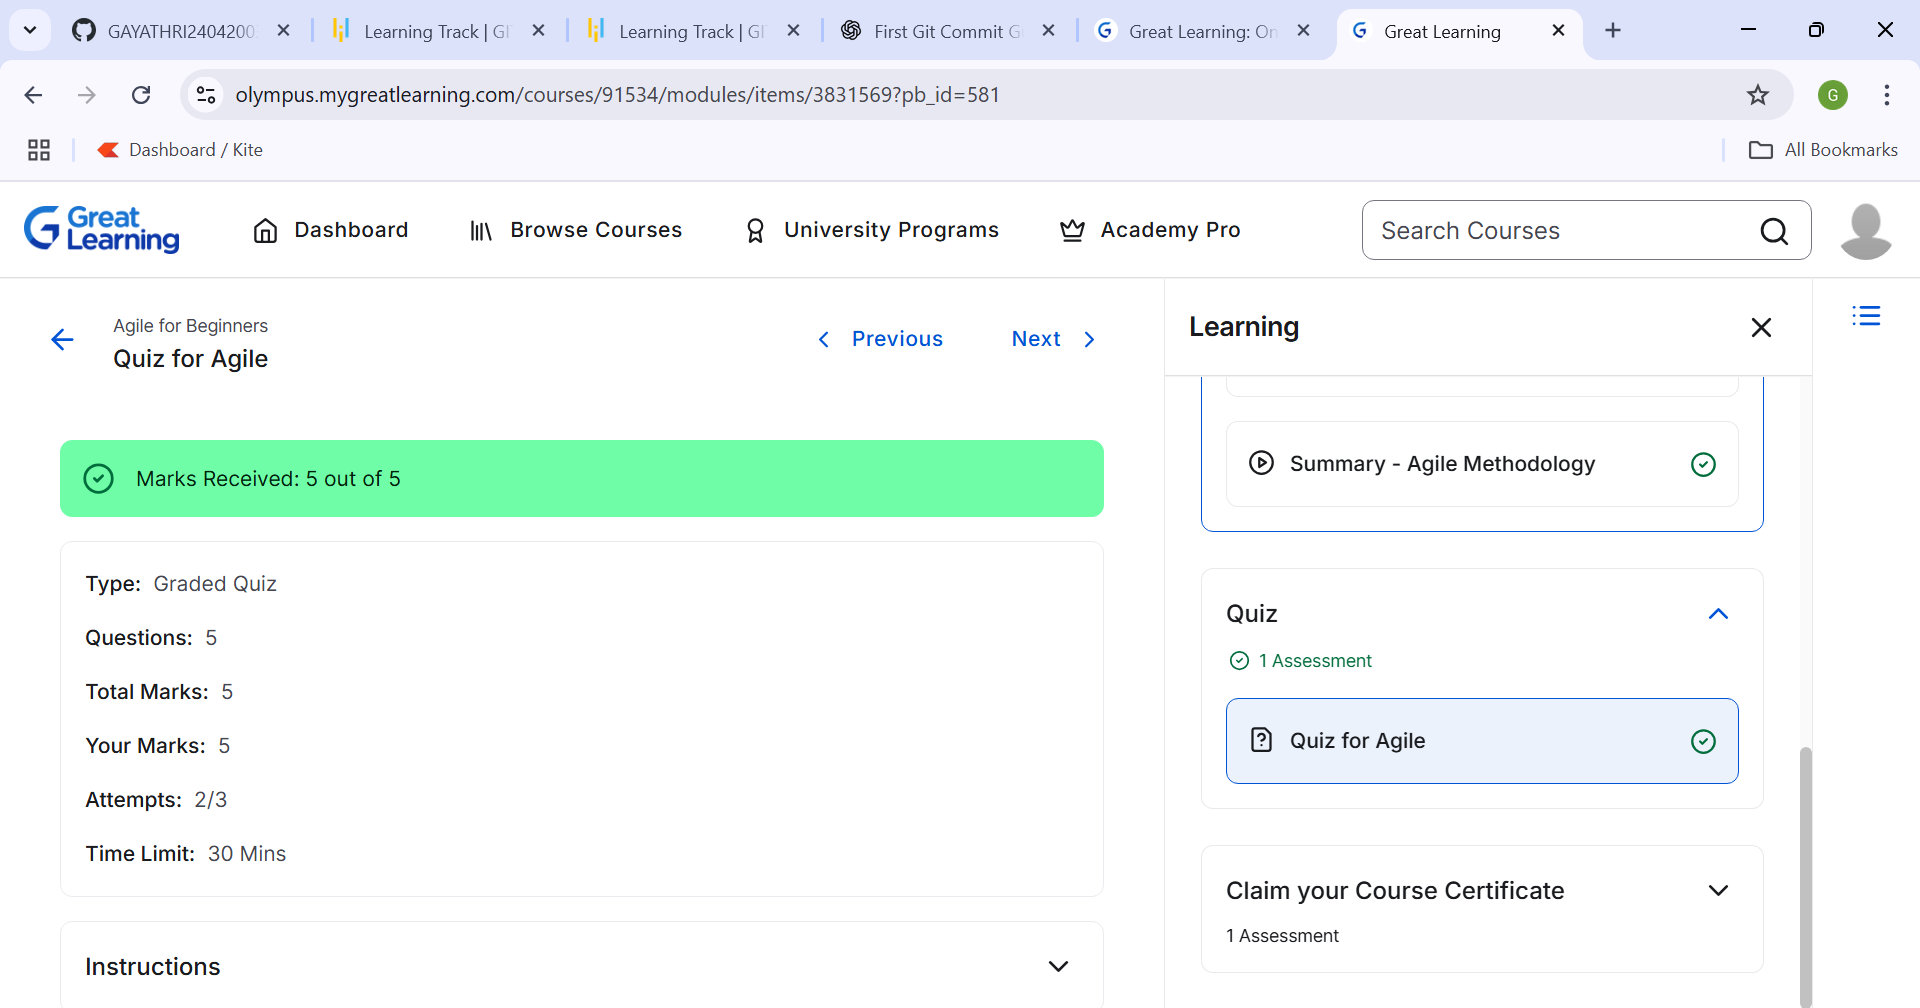 GAYATHRI2404200
Learning Track | GI
Learning Track | GI
First Git Commit G
Great Learning: On
Great Learning
olympus.mygreatlearning.com/courses/91534/modules/items/3831569?pb_id=581
G
Dashboard / Kite
All Bookmarks
Great Learning
Dashboard
Browse Courses
University Programs
Academy Pro
Search Courses
Agile for Beginners
Quiz for Agile
Previous
Next
Marks Received: 5 out of 5
Type: Graded Quiz
Questions: 5
Total Marks: 5
Your Marks: 5
Attempts: 2/3
Time Limit: 30 Mins
Instructions
Learning
Summary - Agile Methodology
Quiz
1 Assessment
Quiz for Agile
Claim your Course Certificate
1 Assessment